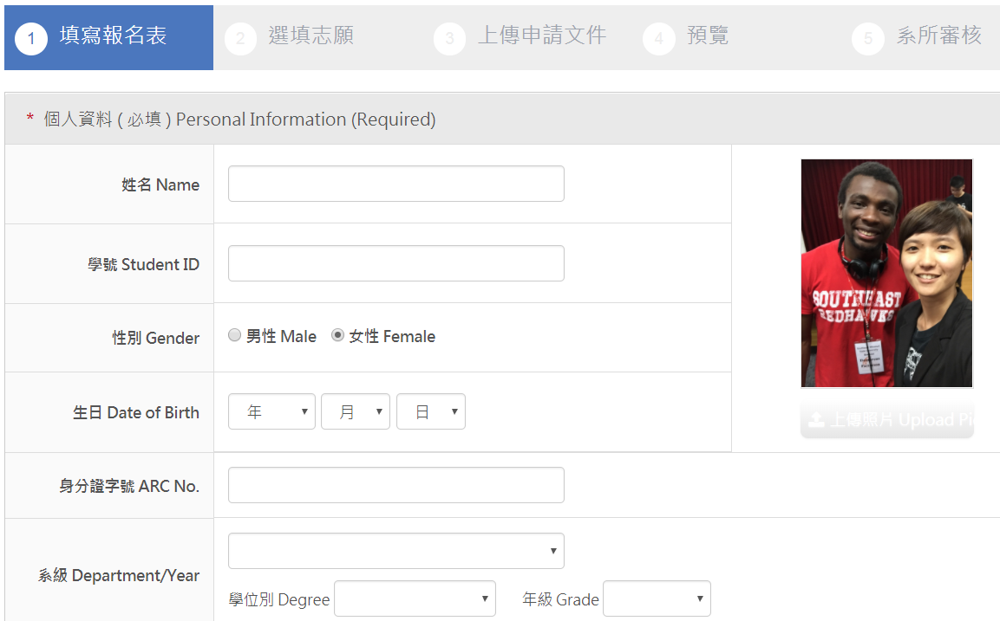 1 填寫報名表 2 選填志願 3 上傳申請文件 4 預覽 5 系所審核
* 個人資料 ( 必填 ) Personal Information (Required)
姓名 Name
學號 Student ID
性別 Gender 男性 Male 女性 Female
SOUTHEAST
REDHAWKS
生日 Date of Birth 年 月 日
上傳照片 Upload Pi
身分證字號 ARC No.
系級 Department/Year
學位別 Degree 年級 Grade